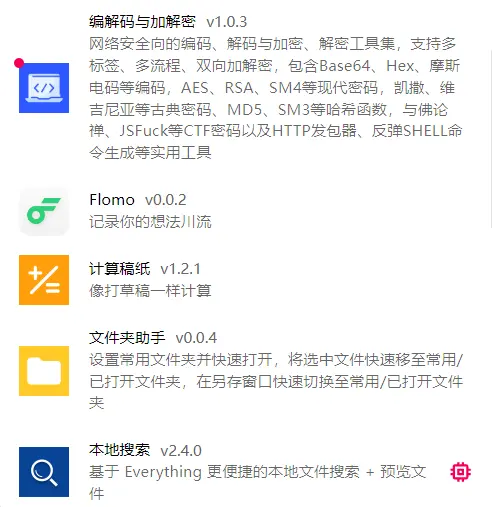 编解码与加解密 v1.0.3
网络安全向的编码、解码与加密、解密工具集，支持多
标签、多流程、双向加解密，包含Base64、Hex、摩斯
电码等编码，AES、RSA、SM4等现代密码，凯撒、维
吉尼亚等古典密码、MD5、SM3等哈希函数，与佛论
禅、JSFuck等CTF密码以及HTTP发包器、反弹SHELL命
令生成等实用工具
Flomo v0.0.2
记录你的想法川流
计算稿纸 v1.2.1
像打草稿一样计算
文件夹助手 v0.0.4
设置常用文件夹并快速打开，将选中文件快速移至常用/
已打开文件夹，在另存窗口快速切换至常用/已打开文件
夹
本地搜索 v2.4.0
基于 Everything 更便捷的本地文件搜索 + 预览文
件